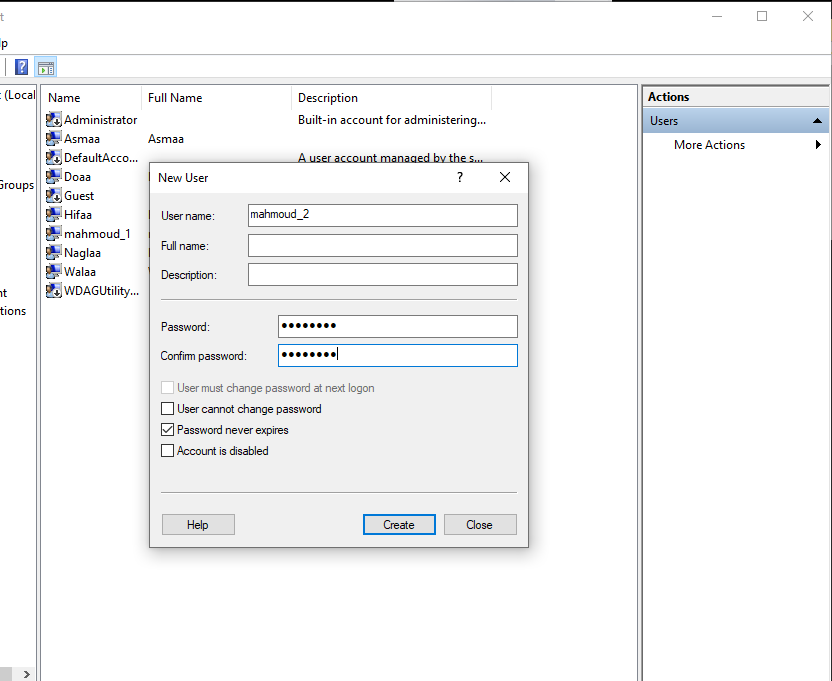 t
lp
: (Local
Groups
nt
tions
Name Full Name Description
Administrator Built-in account for administering...
Asmaa Asmaa
DefaultAcco... A user account managed by the s...
Doaa
Guest
Hifaa
mahmoud_1
Naglaa
Walaa
WDAGUtility...
New User ?
User name: mahmoud_2
Full name:
Description:
Password: ●●●●●●●●
Confirm password: ●●●●●●●●
User must change password at next logon
User cannot change password
Password never expires
Account is disabled
Help Create Close
Actions
Users
More Actions